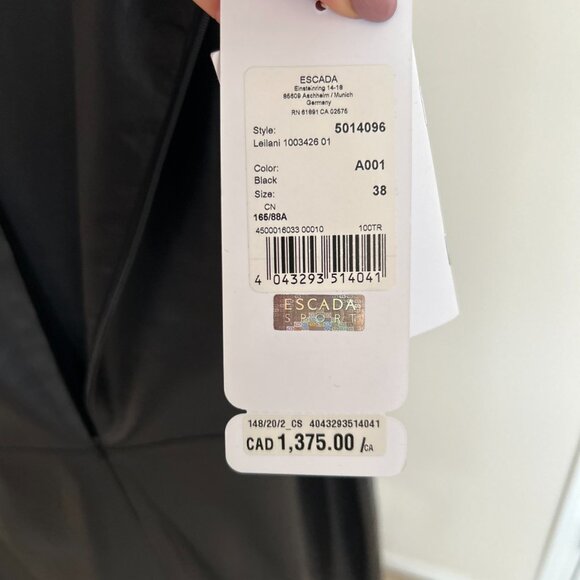 ESCADA
Einsteinring 14-18
85609 Aschheim / Munich
Germany
RN 61691 CA 02575
Style: 5014096
Leilani 1003426 01
Color: A001
Black
Size: 38
CN
165/88A
4500016033 00010 100TR
4 043293 514041
ESCADA
SPORT
148/20/2_CS 4043293514041
CAD 1,375.00 /CA